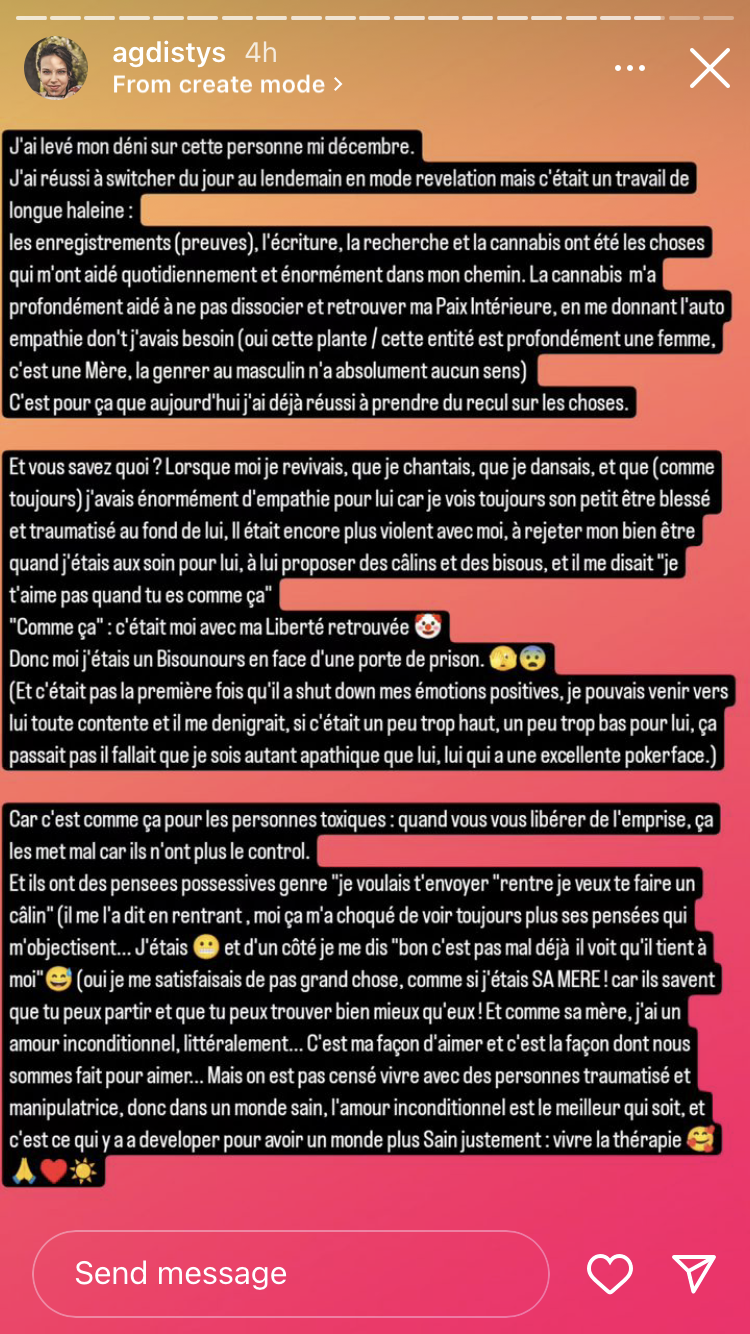 agdistys 4h
From create mode >
J'ai levé mon déni sur cette personne mi décembre.
J'ai réussi à switcher du jour au lendemain en mode revelation mais c'était un travail de
longue haleine :
les enregistrements (preuves), l'écriture, la recherche et la cannabis ont été les choses
qui m'ont aidé quotidiennement et énormément dans mon chemin. La cannabis m'a
profondément aidé à ne pas dissocier et retrouver ma Paix Intérieure, en me donnant l'auto
empathie don't j'avais besoin (oui cette plante / cette entité est profondément une femme,
c'est une Mère, la genrer au masculin n'a absolument aucun sens)
C'est pour ça que aujourd'hui j'ai déjà réussi à prendre du recul sur les choses.
Et vous savez quoi ? Lorsque moi je revivais, que je chantais, que je dansais, et que (comme
toujours) j'avais énormément d'empathie pour lui car je vois toujours son petit être blessé
et traumatisé au fond de lui, Il était encore plus violent avec moi, à rejeter mon bien être
quand j'étais aux soin pour lui, à lui proposer des câlins et des bisous, et il me disait "je
t'aime pas quand tu es comme ça"
"Comme ça" : c'était moi avec ma Liberté retrouvée 🤡
Donc moi j'étais un Bisounours en face d'une porte de prison. 🫣😨
(Et c'était pas la première fois qu'il a shut down mes émotions positives, je pouvais venir vers
lui toute contente et il me denigrait, si c'était un peu trop haut, un peu trop bas pour lui, ça
passait pas il fallait que je sois autant apathique que lui, lui qui a une excellente pokerface.)
Car c'est comme ça pour les personnes toxiques : quand vous vous libérer de l'emprise, ça
les met mal car ils n'ont plus le control.
Et ils ont des pensees possessives genre "je voulais t'envoyer "rentre je veux te faire un
câlin" (il me l'a dit en rentrant , moi ça m'a choqué de voir toujours plus ses pensées qui
m'objectisent... J'étais 😬 et d'un côté je me dis "bon c'est pas mal déjà il voit qu'il tient à
moi"😅 (oui je me satisfaisais de pas grand chose, comme si j'étais SA MERE ! car ils savent
que tu peux partir et que tu peux trouver bien mieux qu'eux ! Et comme sa mère, j'ai un
amour inconditionnel, littéralement... C'est ma façon d'aimer et c'est la façon dont nous
sommes fait pour aimer... Mais on est pas censé vivre avec des personnes traumatisé et
manipulatrice, donc dans un monde sain, l'amour inconditionnel est le meilleur qui soit, et
c'est ce qui y a a developer pour avoir un monde plus Sain justement : vivre la thérapie 🥰
🙏❤️☀️
Send message